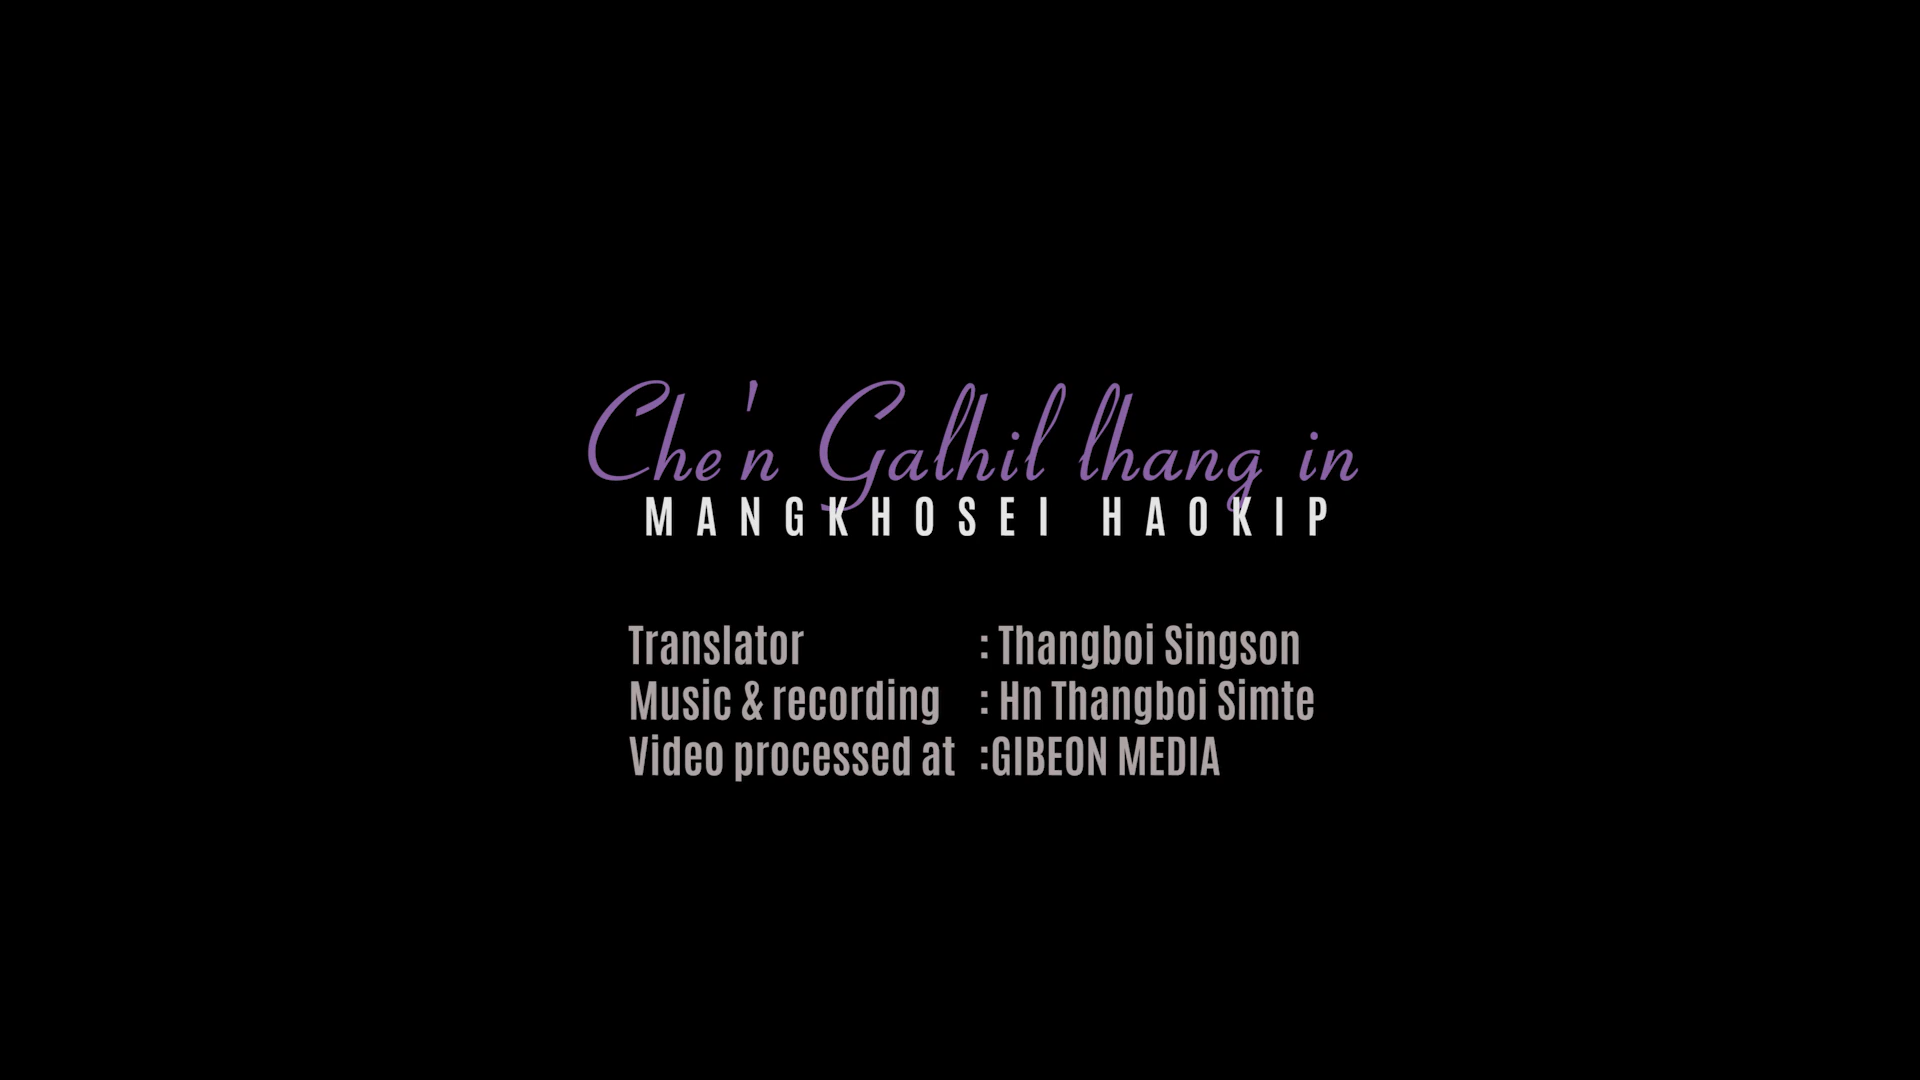 Che'n Galhil lhang in
MANGKHOSEI HAOKIP
Translator : Thangboi Singson
Music & recording : Hn Thangboi Simte
Video processed at :GIBEON MEDIA